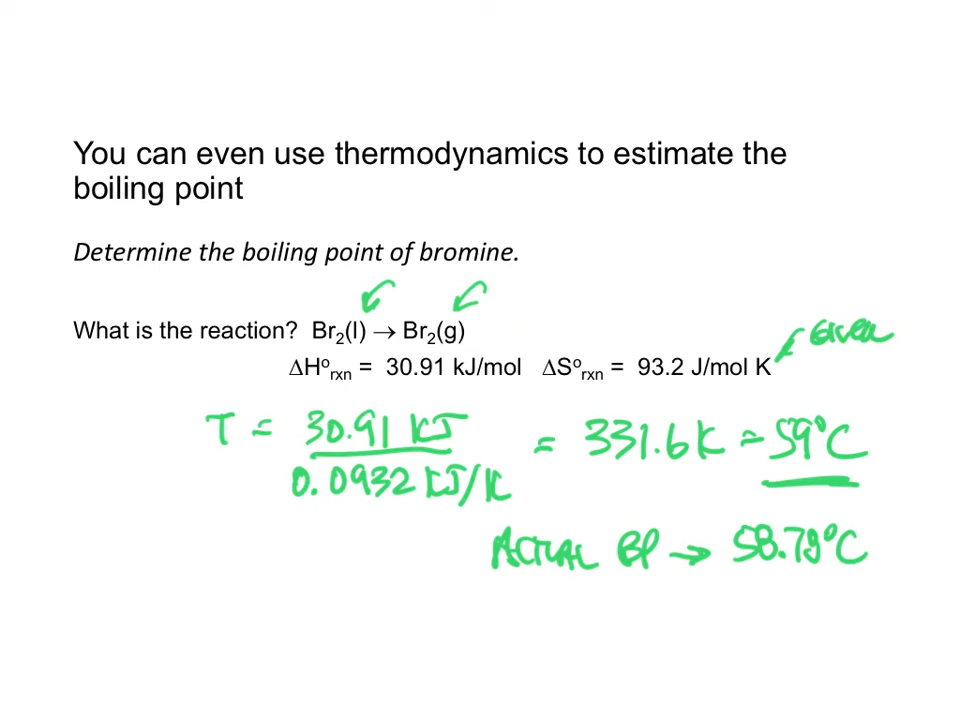 You can even use thermodynamics to estimate the
boiling point
Determine the boiling point of bromine.
What is the reaction? Br₂(l) → Br₂(g)
Given
ΔH°rxn = 30.91 kJ/mol ΔS°rxn = 93.2 J/mol K
T = 30.91 KJ / 0.0932 KJ/K = 331.6K = 59°C
ACTUAL BP → 58.79°C